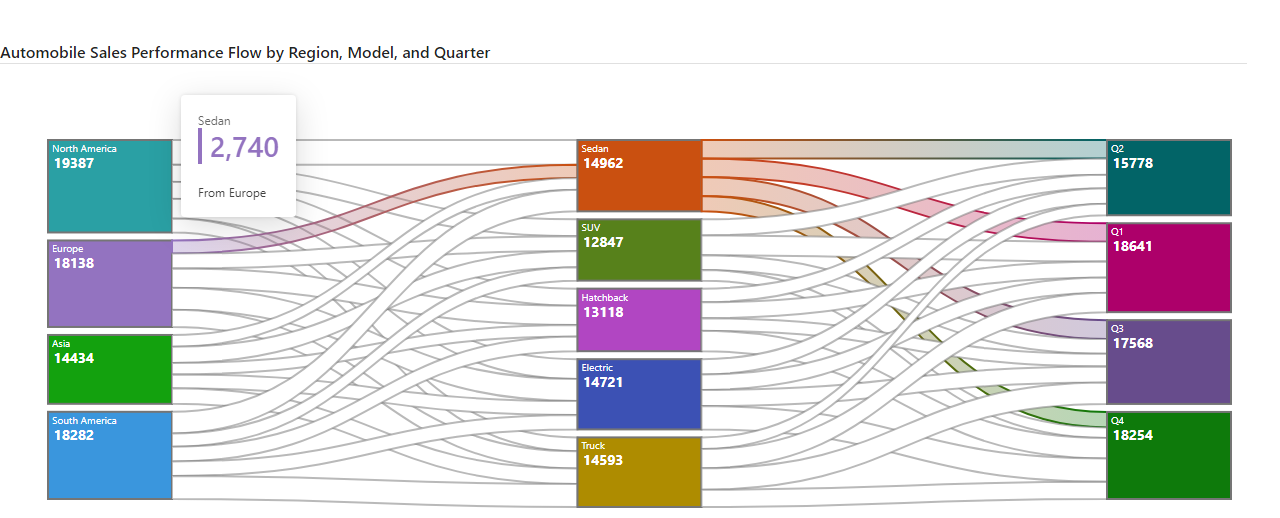 Automobile Sales Performance Flow by Region, Model, and Quarter
Sedan
2,740
From Europe
North America
19387
Europe
18138
Asia
14434
South America
18282
Sedan
14962
SUV
12847
Hatchback
13118
Electric
14721
Truck
14593
Q2
15778
Q1
18641
Q3
17568
Q4
18254